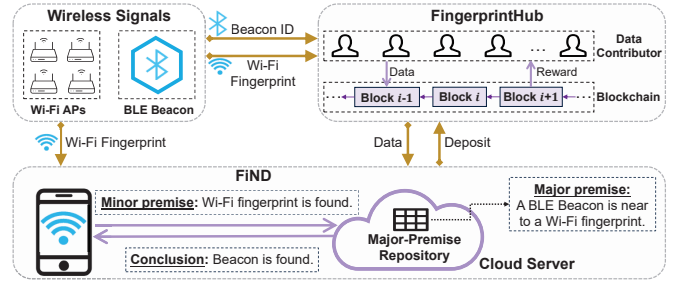 Wireless Signals
Wi-Fi APs
BLE Beacon
Beacon ID
Wi-Fi
Fingerprint
FingerprintHub
...
Data
Contributor
Data
Reward
Block i-1
Block i
Block i+1
Blockchain
Wi-Fi Fingerprint
Data
Deposit
FiND
Minor premise: Wi-Fi fingerprint is found.
Conclusion: Beacon is found.
Major-Premise
Repository
Cloud Server
Major premise:
A BLE Beacon is near
to a Wi-Fi fingerprint.